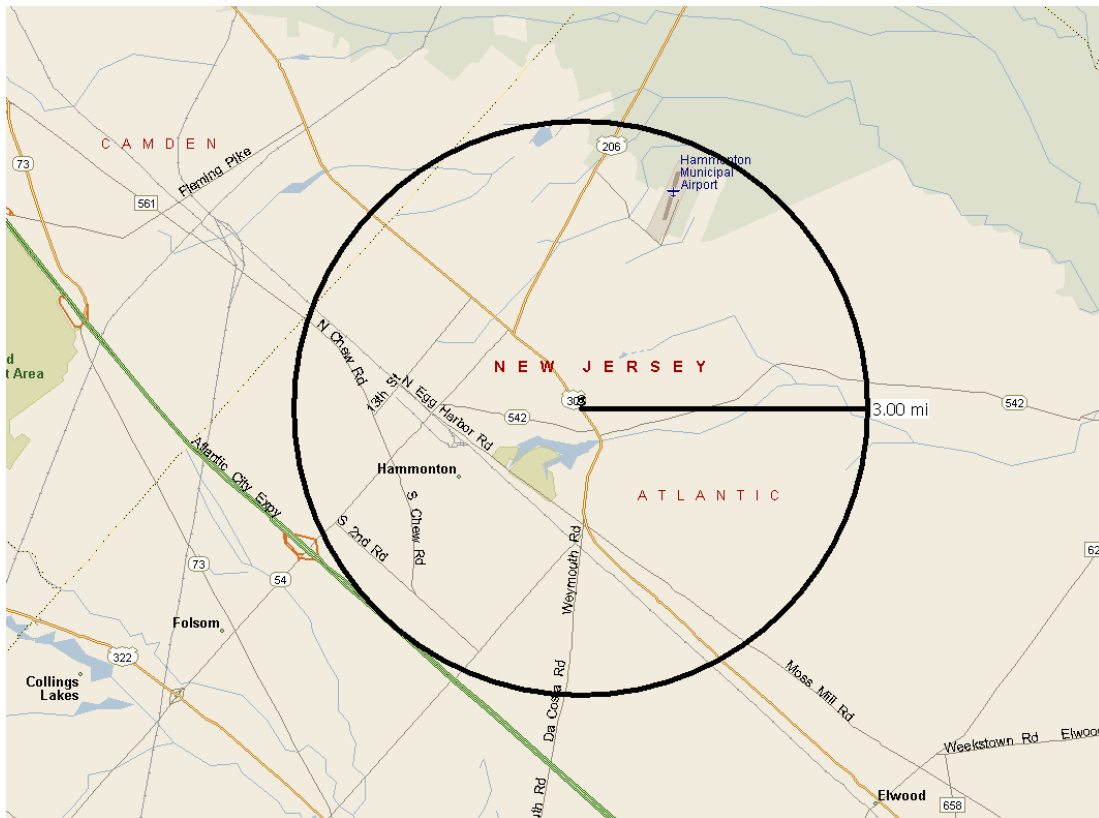 CAMDEN
73
Fleming Pike
561
206
Hammonton
Municipal
Airport
N Chew Rd
NEW JERSEY
13th St
N Egg Harbor Rd
542
542
3.00 mi
t Area
Atlantic City Expy
Hammonton
ATLANTIC
S Chew Rd
S 2nd Rd
Weymouth Rd
73
54
Folsom
322
Collings
Lakes
Da Costa Rd
Moss Mill Rd
Weekstown Rd
Elwood
Elwood
658